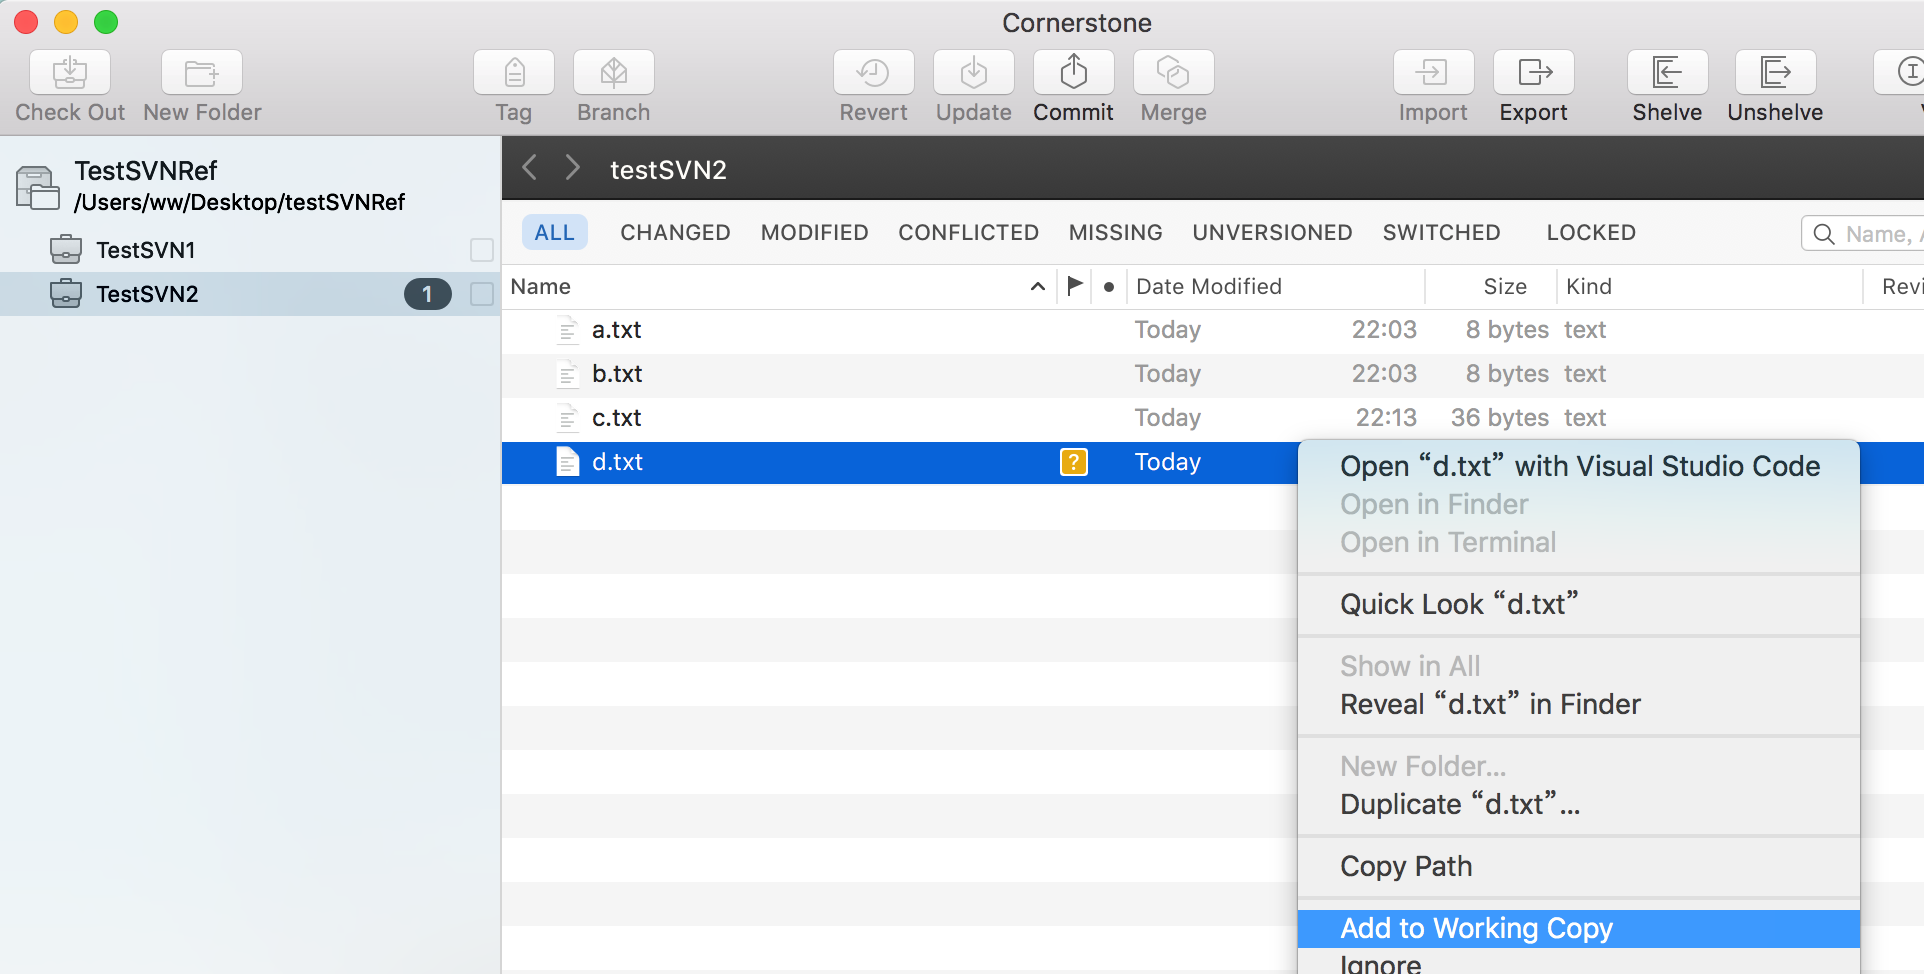 Cornerstone
Check Out New Folder Tag Branch Revert Update Commit Merge Import Export Shelve Unshelve
TestSVNRef
/Users/ww/Desktop/testSVNRef
TestSVN1
TestSVN2 1
testSVN2
ALL CHANGED MODIFIED CONFLICTED MISSING UNVERSIONED SWITCHED LOCKED Name,
Name Date Modified Size Kind Revi
a.txt Today 22:03 8 bytes text
b.txt Today 22:03 8 bytes text
c.txt Today 22:13 36 bytes text
d.txt ? Today
Open “d.txt” with Visual Studio Code
Open in Finder
Open in Terminal
Quick Look “d.txt”
Show in All
Reveal “d.txt” in Finder
New Folder...
Duplicate “d.txt”...
Copy Path
Add to Working Copy
Ignore